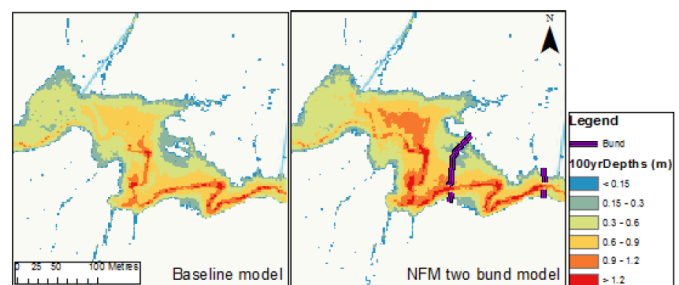 N
Legend
Bund
100yrDepths (m)
< 0.15
0.15 - 0.3
0.3 - 0.6
0.6 - 0.9
0.9 - 1.2
> 1.2
0 25 50 100 Metres
Baseline model
NFM two bund model